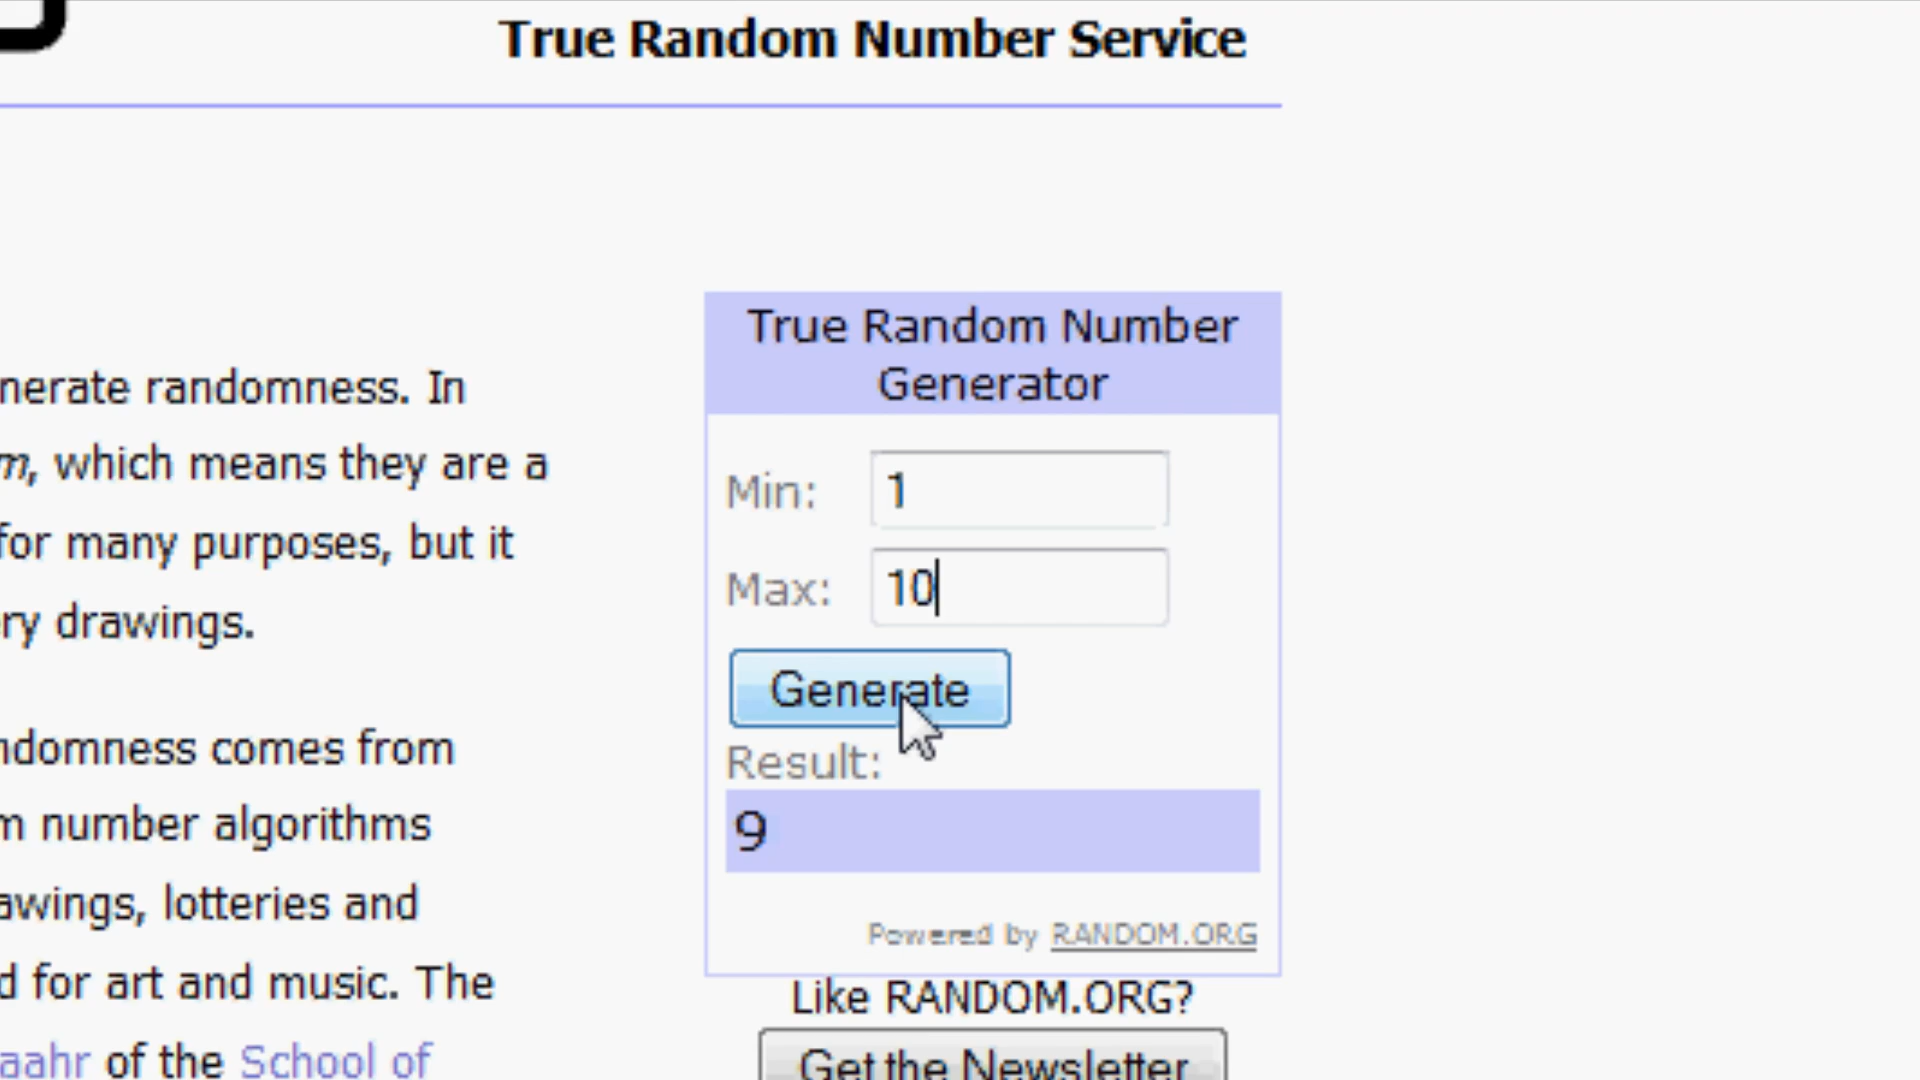 True Random Number Service
nerate randomness. In
m, which means they are a
for many purposes, but it
ry drawings.
ndomness comes from
m number algorithms
awings, lotteries and
d for art and music. The
aahr of the School of
True Random Number
Generator
Min: 1
Max: 10
Generate
Result:
9
Powered by RANDOM.ORG
Like RANDOM.ORG?
Get the Newsletter